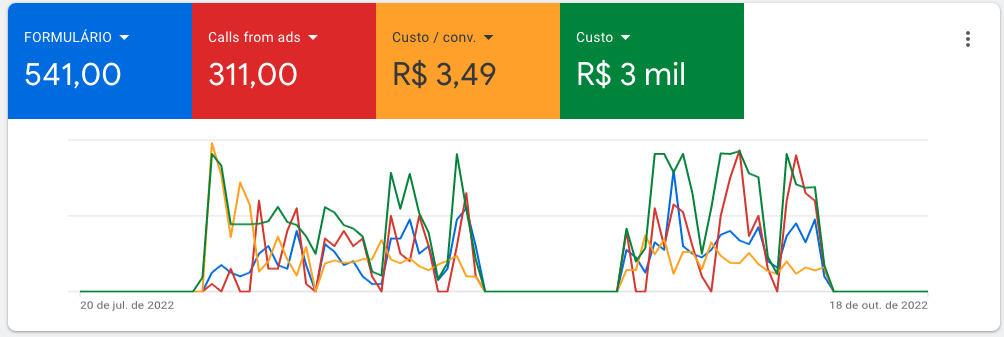 FORMULÁRIO
541,00
Calls from ads
311,00
Custo / conv.
R$ 3,49
Custo
R$ 3 mil
20 de jul. de 2022
18 de out. de 2022